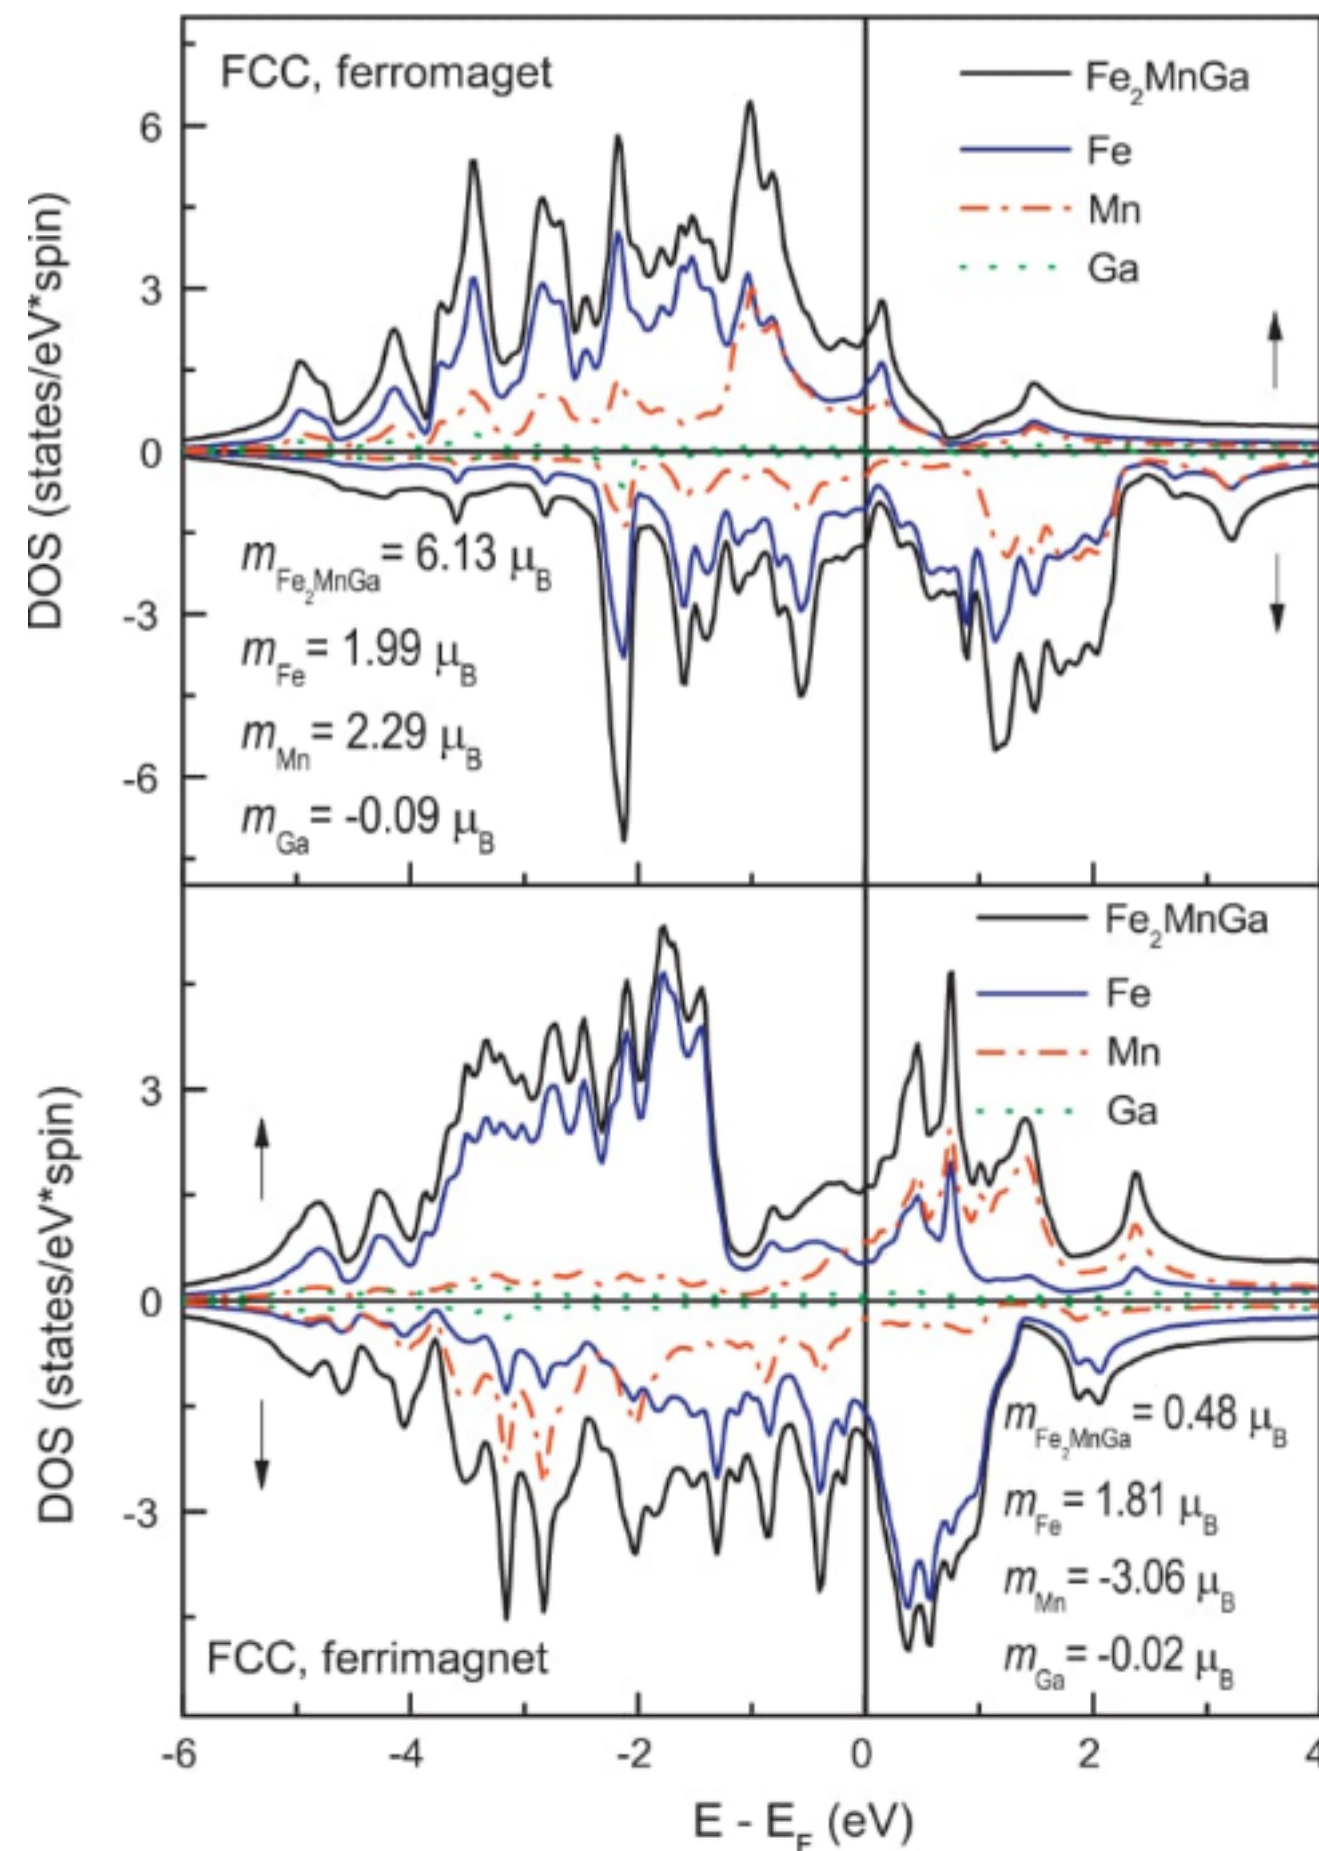 FCC, ferromaget
Fe2MnGa
Fe
Mn
Ga
6
3
0
-3
-6
DOS (states/eV*spin)
mFe2MnGa = 6.13 μB
mFe = 1.99 μB
mMn = 2.29 μB
mGa = -0.09 μB
Fe2MnGa
Fe
Mn
Ga
3
0
-3
DOS (states/eV*spin)
mFe2MnGa = 0.48 μB
mFe = 1.81 μB
mMn = -3.06 μB
mGa = -0.02 μB
FCC, ferrimagnet
-6 -4 -2 0 2 4
E - EF (eV)